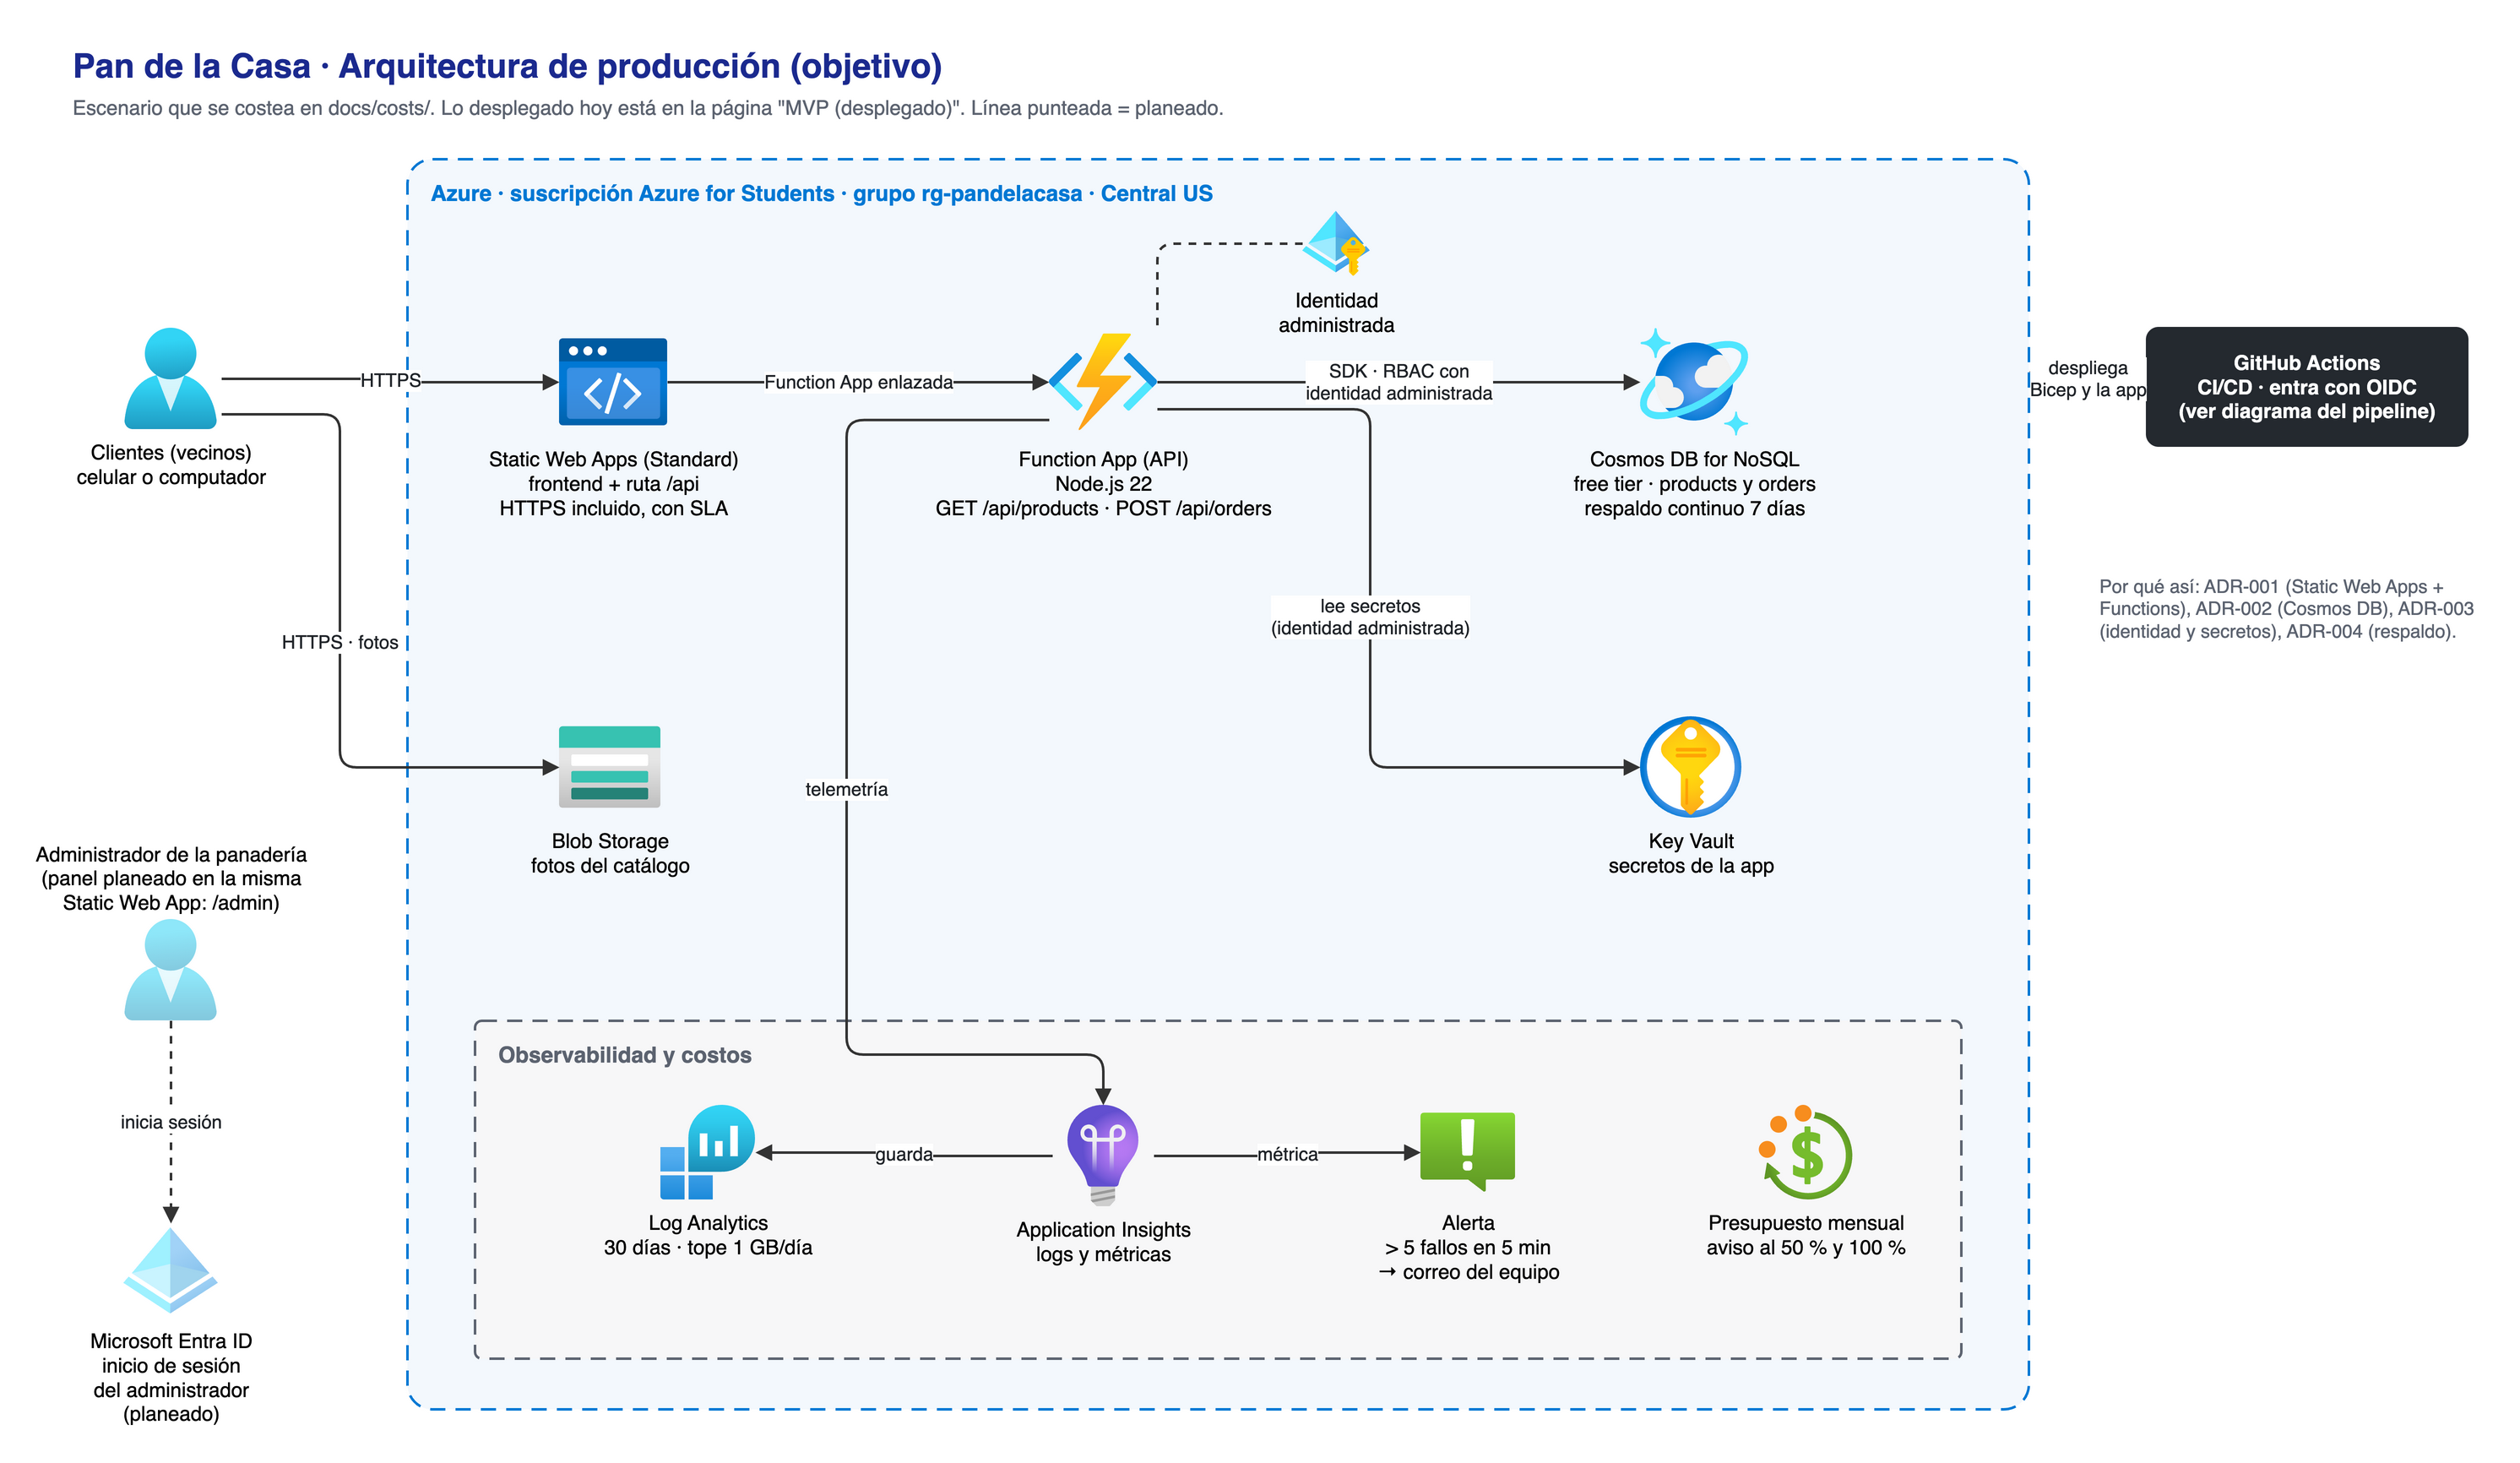 Pan de la Casa · Arquitectura de producción (objetivo)
Escenario que se costea en docs/costs/. Lo desplegado hoy está en la página "MVP (desplegado)". Línea punteada = planeado.
Azure · suscripción Azure for Students · grupo rg-pandelacasa · Central US
Identidad
administrada
Clientes (vecinos)
celular o computador
HTTPS
Static Web Apps (Standard)
frontend + ruta /api
HTTPS incluido, con SLA
Function App enlazada
Function App (API)
Node.js 22
GET /api/products · POST /api/orders
SDK · RBAC con
identidad administrada
Cosmos DB for NoSQL
free tier · products y orders
respaldo continuo 7 días
despliega
Bicep y la app
GitHub Actions
CI/CD · entra con OIDC
(ver diagrama del pipeline)
Por qué así: ADR-001 (Static Web Apps +
Functions), ADR-002 (Cosmos DB), ADR-003
(identidad y secretos), ADR-004 (respaldo).
HTTPS · fotos
lee secretos
(identidad administrada)
telemetría
Blob Storage
fotos del catálogo
Key Vault
secretos de la app
Administrador de la panadería
(panel planeado en la misma
Static Web App: /admin)
inicia sesión
Microsoft Entra ID
inicio de sesión
del administrador
(planeado)
Observabilidad y costos
guarda
métrica
Log Analytics
30 días · tope 1 GB/día
Application Insights
logs y métricas
Alerta
> 5 fallos en 5 min
→ correo del equipo
Presupuesto mensual
aviso al 50 % y 100 %